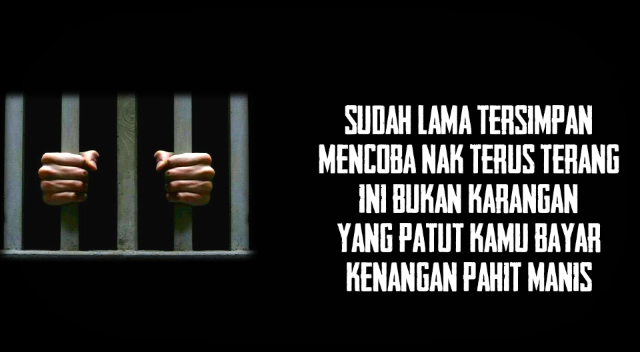 SUDAH LAMA TERSIMPAN
MENCOBA NAK TERUS TERANG
INI BUKAN KARANGAN
YANG PATUT KAMU BAYAR
KENANGAN PAHIT MANIS